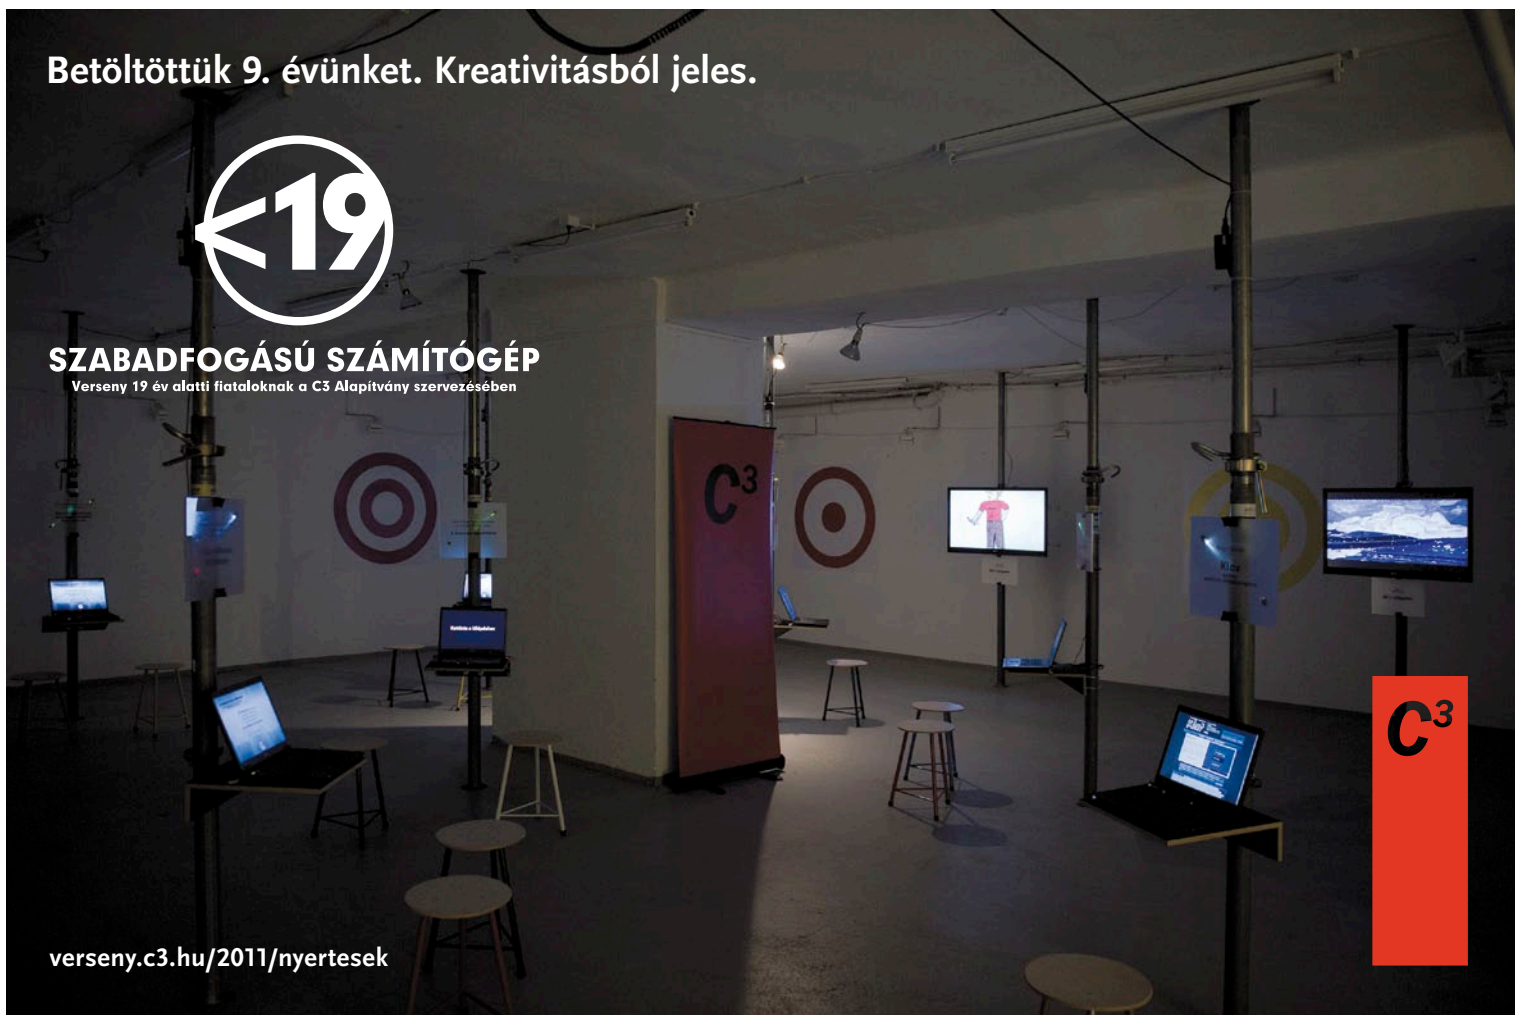 Betöltöttük 9. évünket. Kreativitásból jeles.
<19
SZABADFOGÁSÚ SZÁMÍTÓGÉP
Verseny 19 év alatti fiataloknak a C3 Alapítvány szervezésében
C³
Klox
C³
verseny.c3.hu/2011/nyertesek